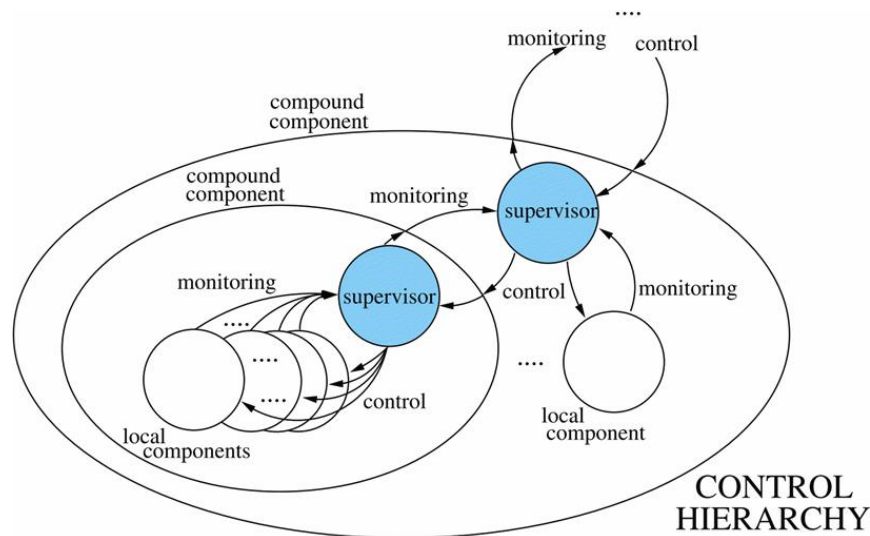 ....
monitoring
control
compound
component
compound
component
monitoring
supervisor
monitoring
supervisor
control
monitoring
....
....
....
....
control
local
components
local
component
CONTROL
HIERARCHY